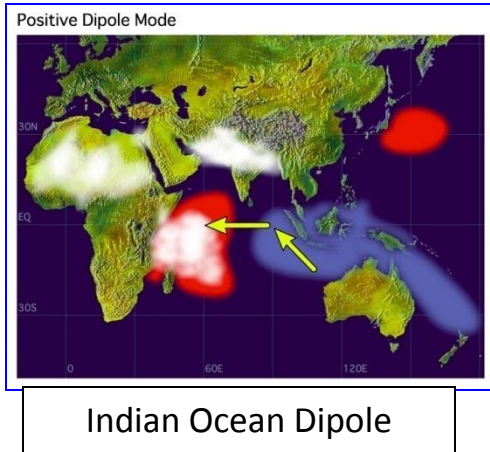 Positive Dipole Mode
30N
EQ
30S
0
60E
120E
Indian Ocean Dipole